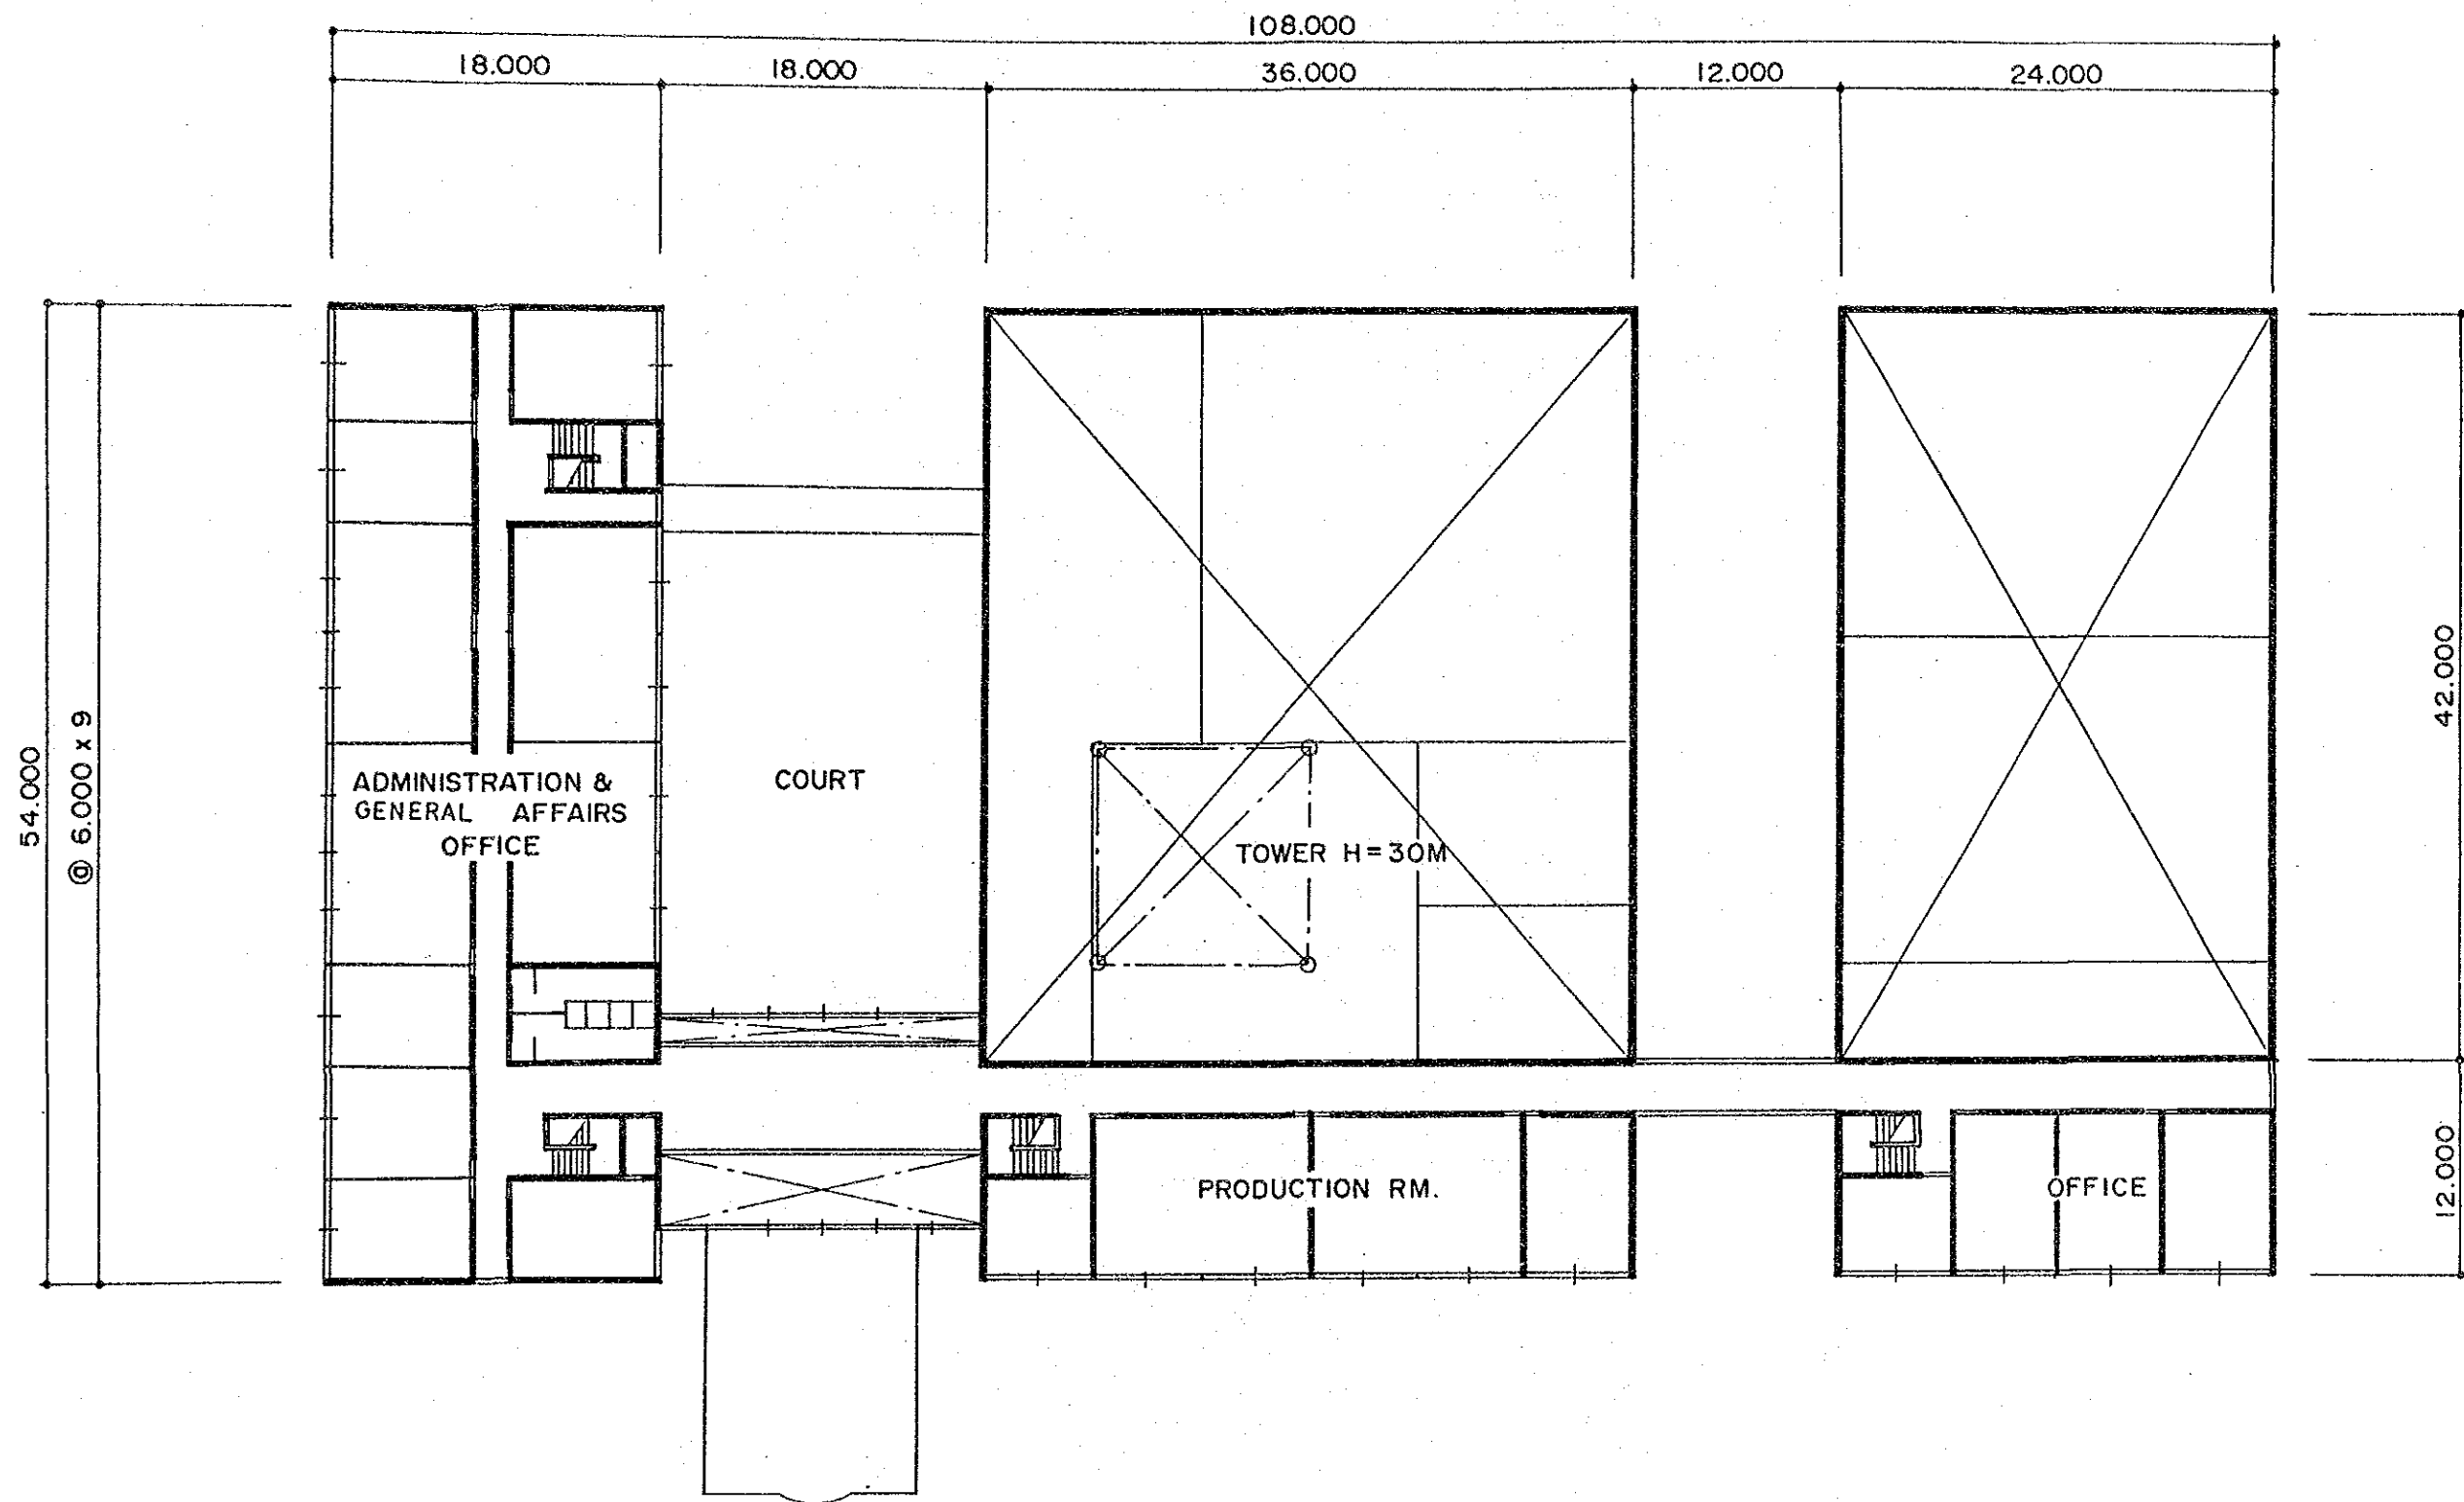 108.000
18.000
18.000
36.000
12.000
24.000
54.000
@ 6.000 x 9
42.000
12.000
ADMINISTRATION &
GENERAL AFFAIRS
OFFICE
COURT
TOWER H=30M
PRODUCTION RM.
OFFICE